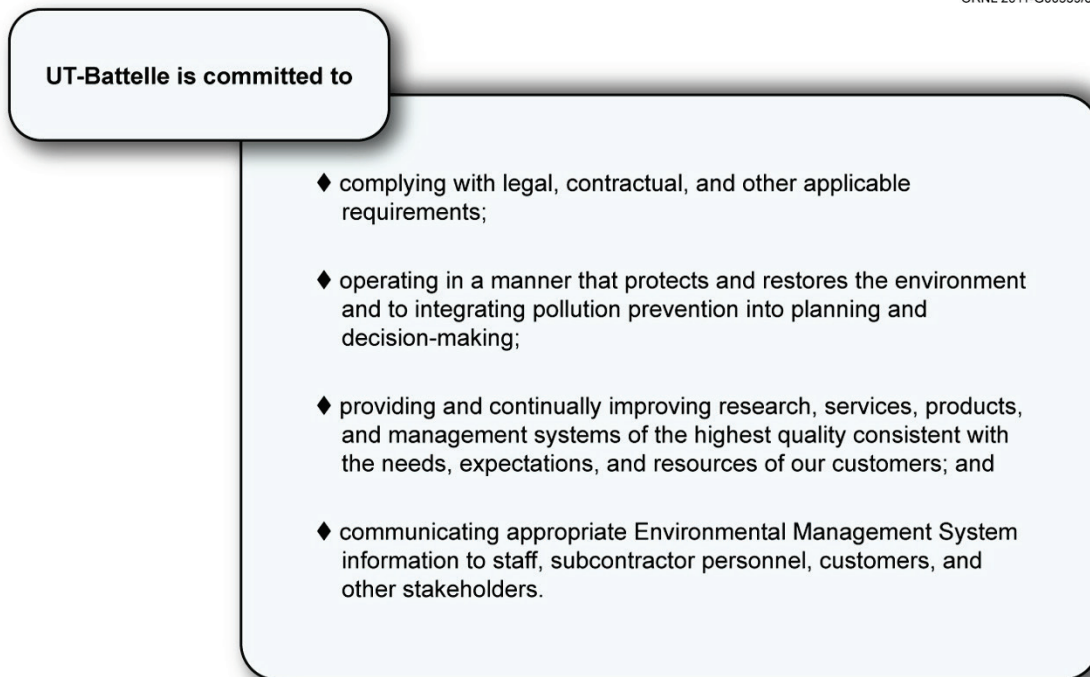 UT-Battelle is committed to
♦ complying with legal, contractual, and other applicable
requirements;
♦ operating in a manner that protects and restores the environment
and to integrating pollution prevention into planning and
decision-making;
♦ providing and continually improving research, services, products,
and management systems of the highest quality consistent with
the needs, expectations, and resources of our customers; and
♦ communicating appropriate Environmental Management System
information to staff, subcontractor personnel, customers, and
other stakeholders.